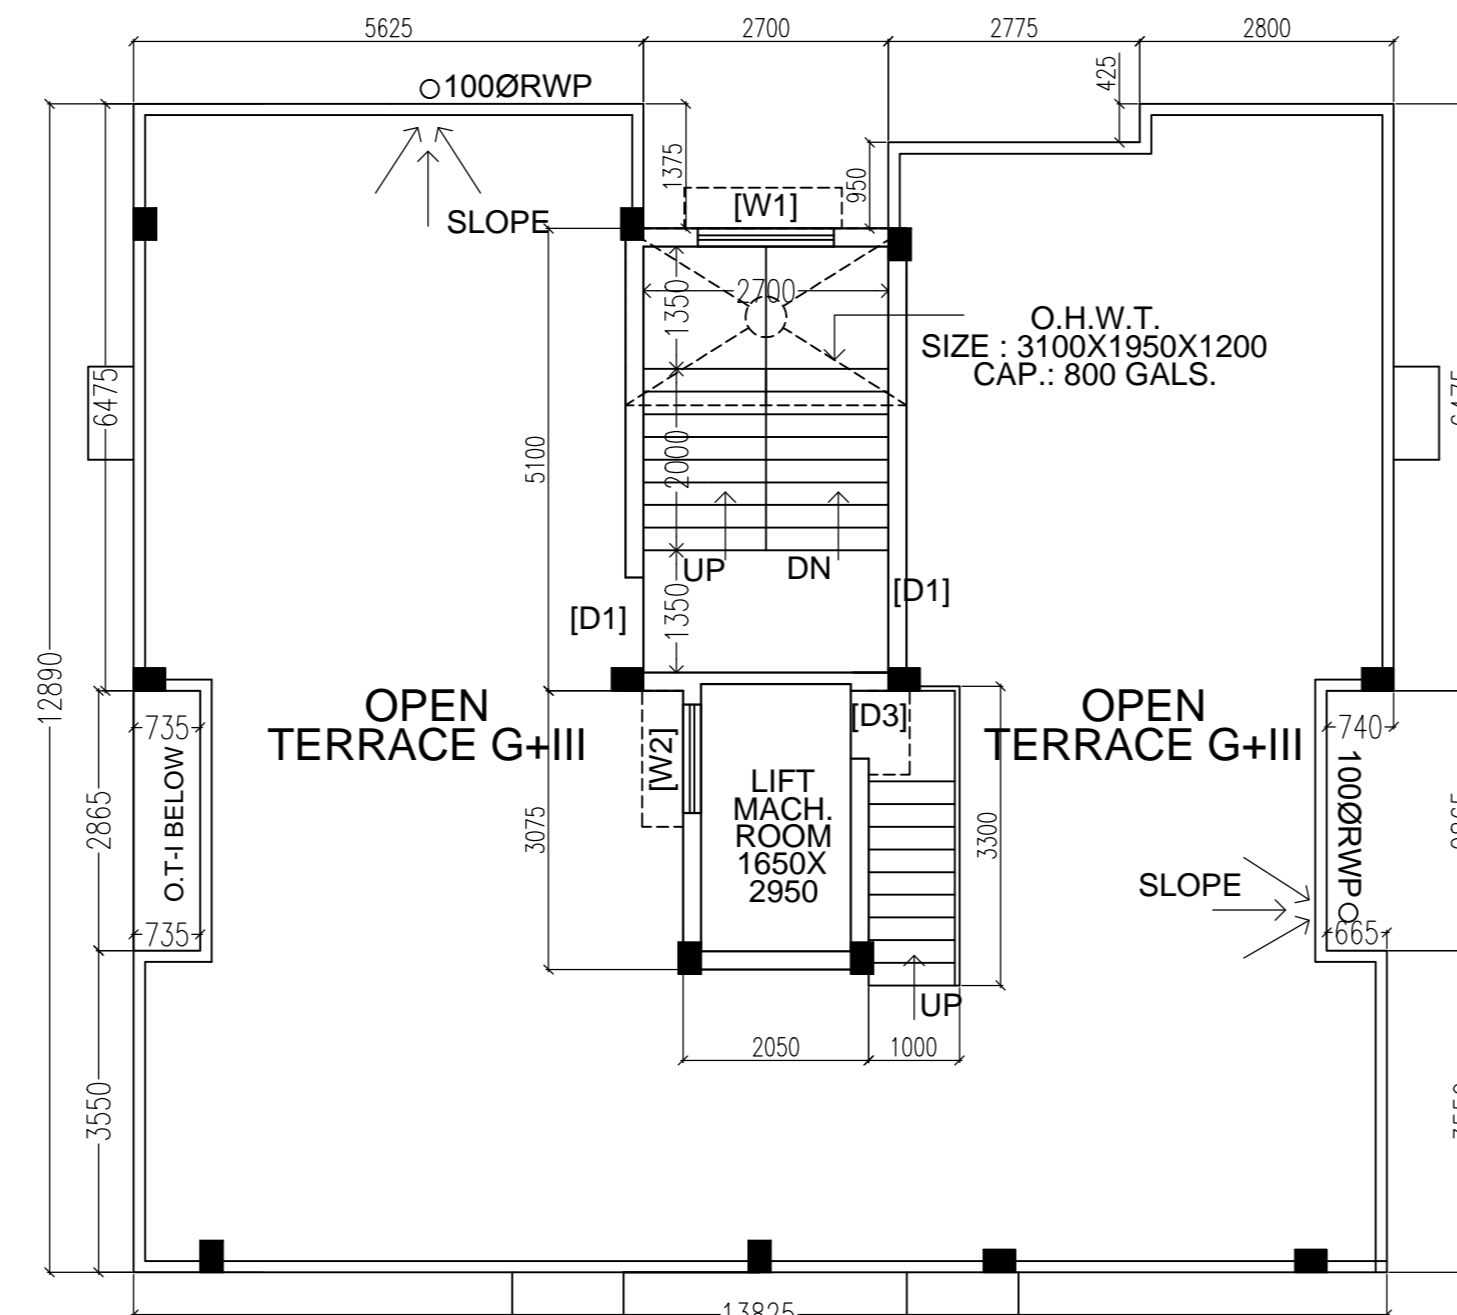 5625
2700
2775
2800
100ØRWP
425
1375
950
[W1]
SLOPE
2700
1350
O.H.W.T.
SIZE : 3100X1950X1200
CAP.: 800 GALS.
6475
5100
2000
UP
DN
[D1]
[D1]
1350
12890
OPEN
TERRACE G+III
OPEN
TERRACE G+III
735
O.T-I BELOW
2865
735
[W2]
[D3]
LIFT
MACH.
ROOM
1650X
2950
3075
3300
740
100ØRWP
SLOPE
665
UP
2050
1000
3550
13825